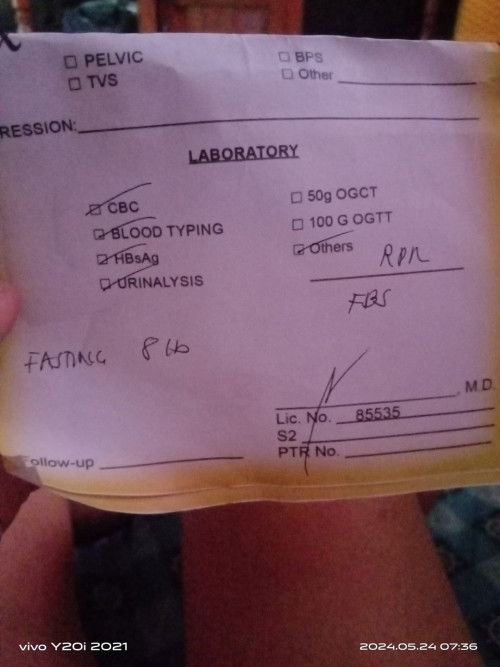 ☐ PELVIC ☐ BPS
☐ TVS ☐ Other
RESSION:
LABORATORY
☑ CBC ☐ 50g OGCT
☑ BLOOD TYPING ☐ 100 G OGTT
☑ HBsAg ☑ Others RPR
☑ URINALYSIS
FBS
FASTING 8
, M.D.
Lic. No. 85535
S2
PTR No.
ollow-up
vivo Y20i 2021 2024.05.24 07:36